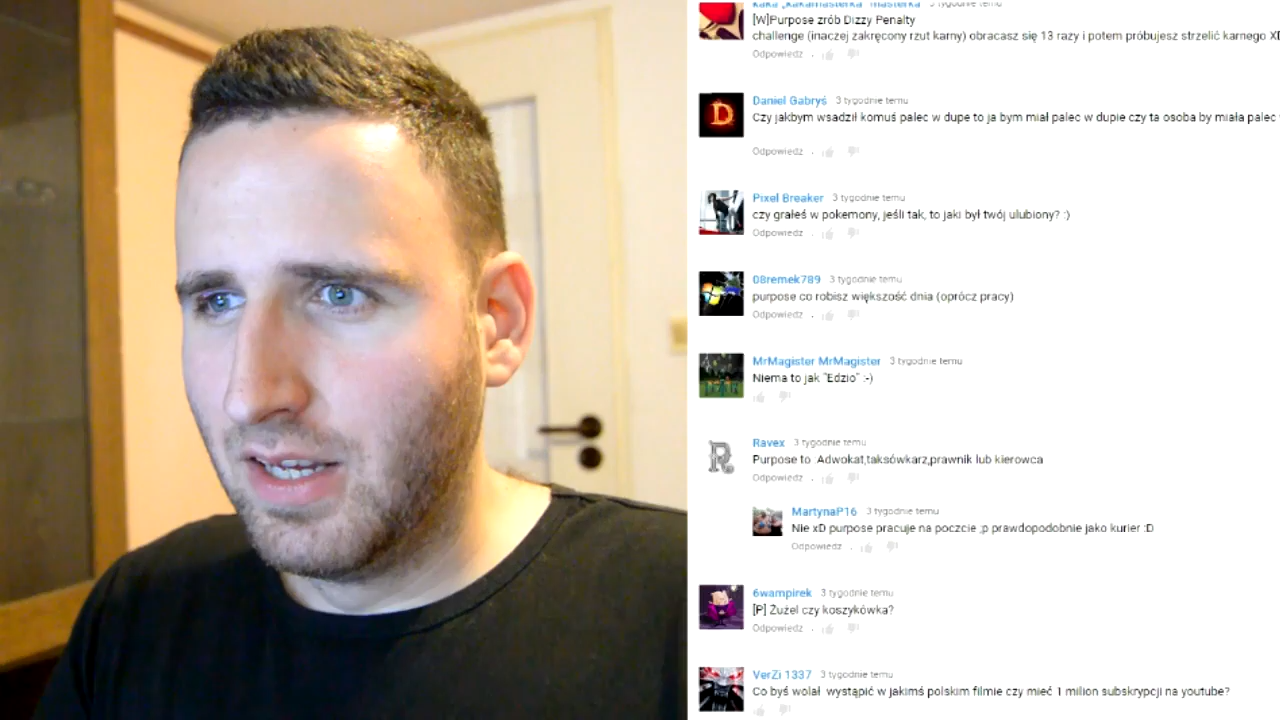 3 tygodnie temu
[W]Purpose zrób Dizzy Penalty
challenge (inaczej zakręcony rzut karny) obracasz się 13 razy i potem próbujesz strzelić karnego XD
Odpowiedz
Daniel Gabryś 3 tygodnie temu
Czy jakbym wsadził komuś palec w dupe to ja bym miał palec w dupie czy ta osoba by miała palec
Odpowiedz
Pixel Breaker 3 tygodnie temu
czy grałeś w pokemony, jeśli tak, to jaki był twój ulubiony? :)
Odpowiedz
08remek789 3 tygodnie temu
purpose co robisz większość dnia (oprócz pracy)
Odpowiedz
MrMagister MrMagister 3 tygodnie temu
Niema to jak "Edzio" :-)
Ravex 3 tygodnie temu
Purpose to Adwokat,taksówkarz,prawnik lub kierowca
Odpowiedz
MartynaP16 3 tygodnie temu
Nie xD purpose pracuje na poczcie ;p prawdopodobnie jako kurier :D
Odpowiedz
6wampirek 3 tygodnie temu
[P] Żużel czy koszykówka?
Odpowiedz
VerZi 1337 3 tygodnie temu
Co byś wolał wystąpić w jakimś polskim filmie czy mieć 1 milion subskrypcji na youtube?